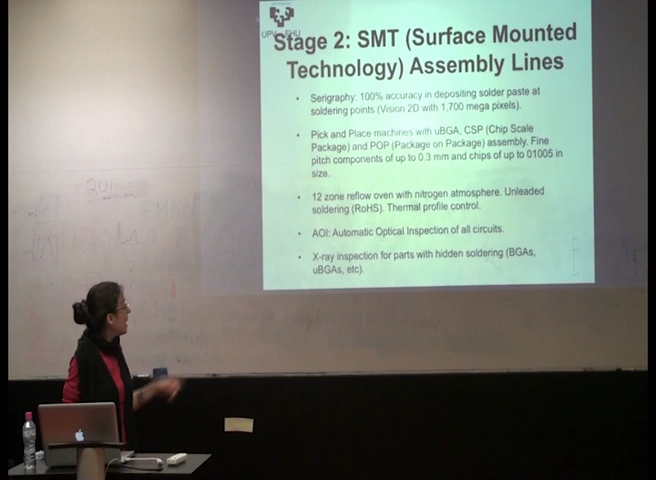 UPV EHU
Stage 2: SMT (Surface Mounted
Technology) Assembly Lines
• Serigraphy: 100% accuracy in depositing solder paste at
soldering points (Vision 2D with 1,700 mega pixels).
• Pick and Place machines with uBGA, CSP (Chip Scale
Package) and POP (Package on Package) assembly. Fine
pitch components of up to 0.3 mm and chips of up to 01005 in
size.
• 12 zone reflow oven with nitrogen atmosphere. Unleaded
soldering (RoHS). Thermal profile control.
• AOI: Automatic Optical Inspection of all circuits.
• X-ray inspection for parts with hidden soldering (BGAs,
uBGAs, etc).